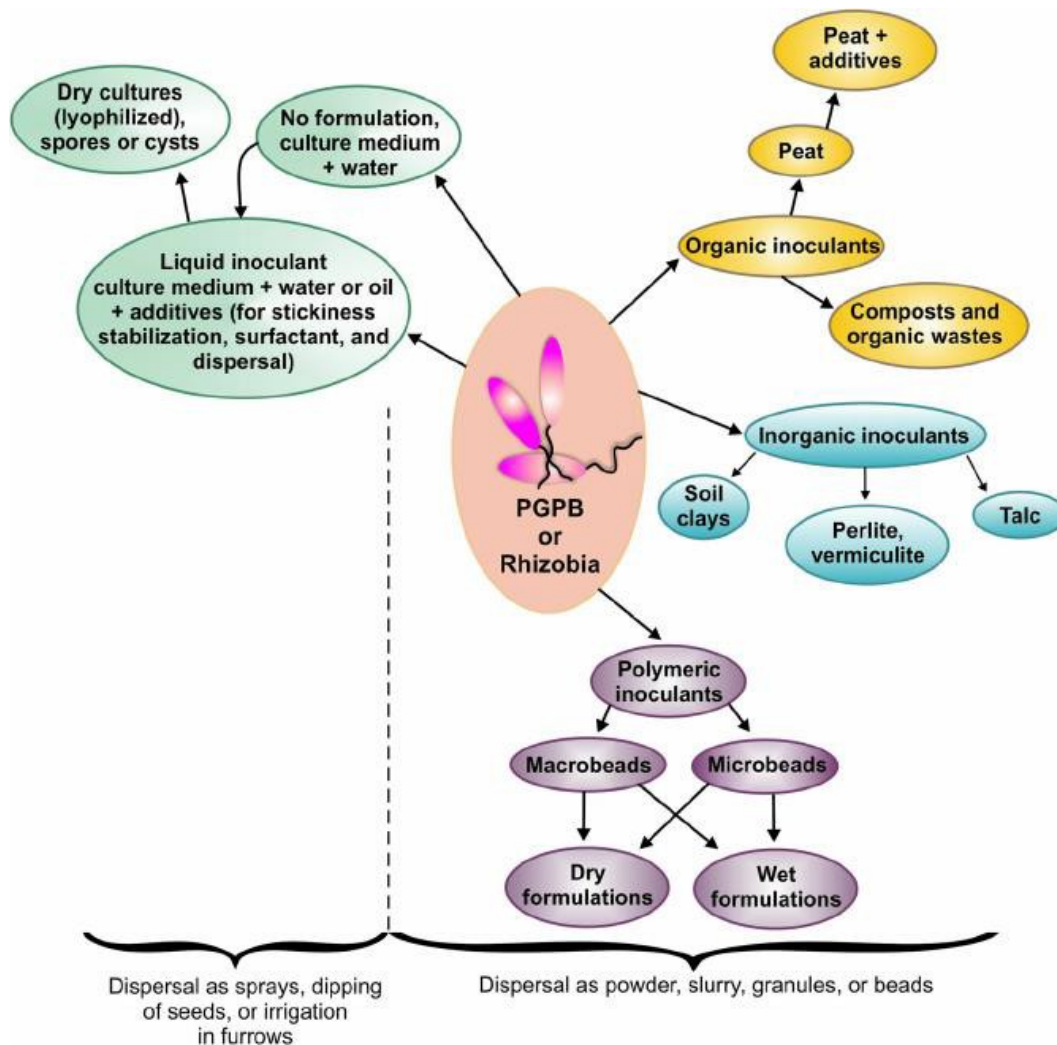 Peat +
additives
Dry cultures
(lyophilized),
spores or cysts
No formulation,
culture medium
+ water
Peat
Organic inoculants
Liquid inoculant
culture medium + water or oil
+ additives (for stickiness
stabilization, surfactant, and
dispersal)
Composts and
organic wastes
Inorganic inoculants
Soil
clays
Perlite,
vermiculite
Talc
PGPB
or
Rhizobia
Polymeric
inoculants
Macrobeads
Microbeads
Dry
formulations
Wet
formulations
Dispersal as sprays, dipping
of seeds, or irrigation
in furrows
Dispersal as powder, slurry, granules, or beads